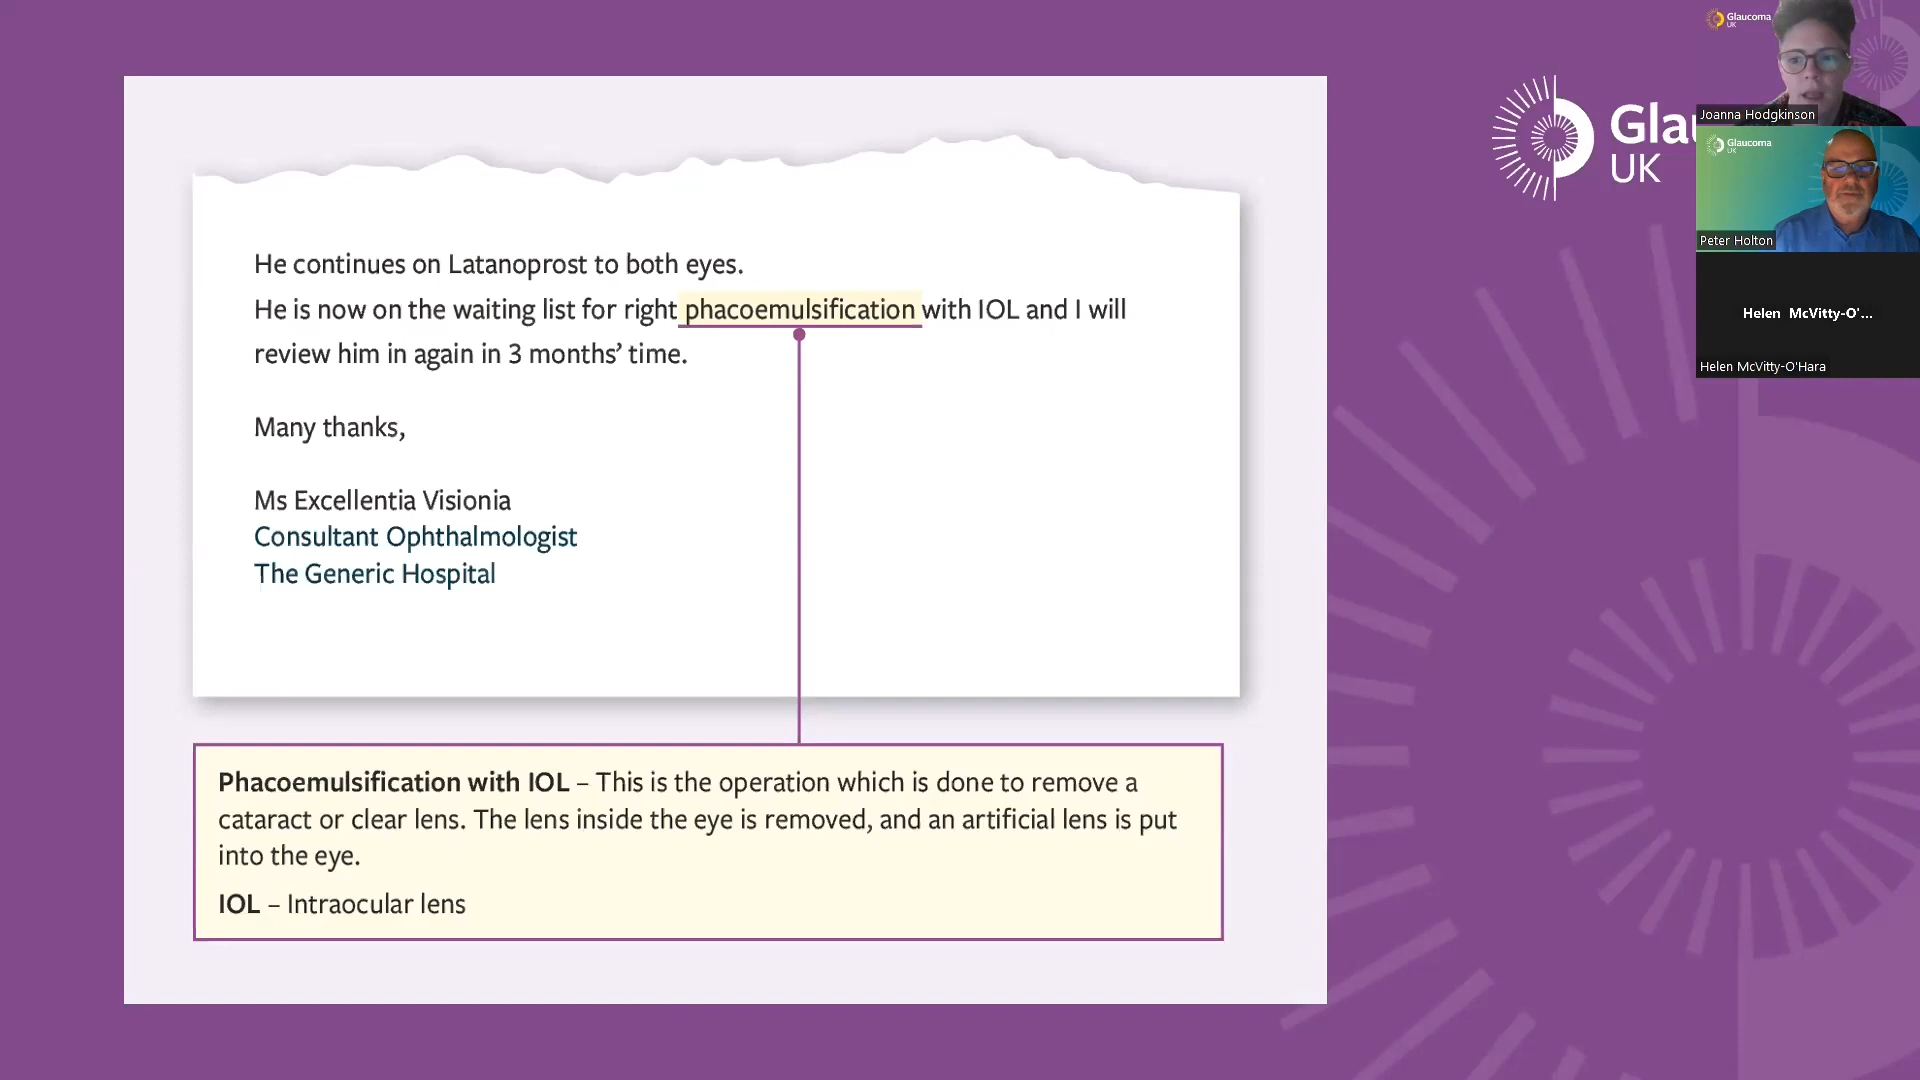 He continues on Latanoprost to both eyes.
He is now on the waiting list for right phacoemulsification with IOL and I will
review him in again in 3 months’ time.
Many thanks,
Ms Excellentia Visionia
Consultant Ophthalmologist
The Generic Hospital
Phacoemulsification with IOL – This is the operation which is done to remove a
cataract or clear lens. The lens inside the eye is removed, and an artificial lens is put
into the eye.
IOL – Intraocular lens
Gla
UK
Glaucoma
UK
Joanna Hodgkinson
Glaucoma
UK
Peter Holton
Helen McVitty-O'...
Helen McVitty-O'Hara